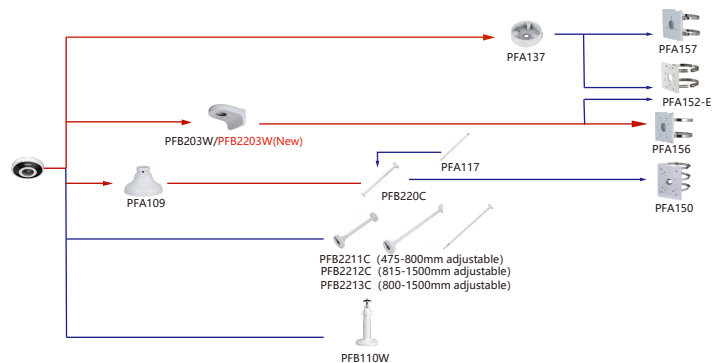 PFA137
PFA157
PFA152-E
PFB203W/PFB2203W(New)
PFA156
PFA117
PFA109
PFB220C
PFA150
PFB2211C (475-800mm adjustable)
PFB2212C (815-1500mm adjustable)
PFB2213C (800-1500mm adjustable)
PFB110W